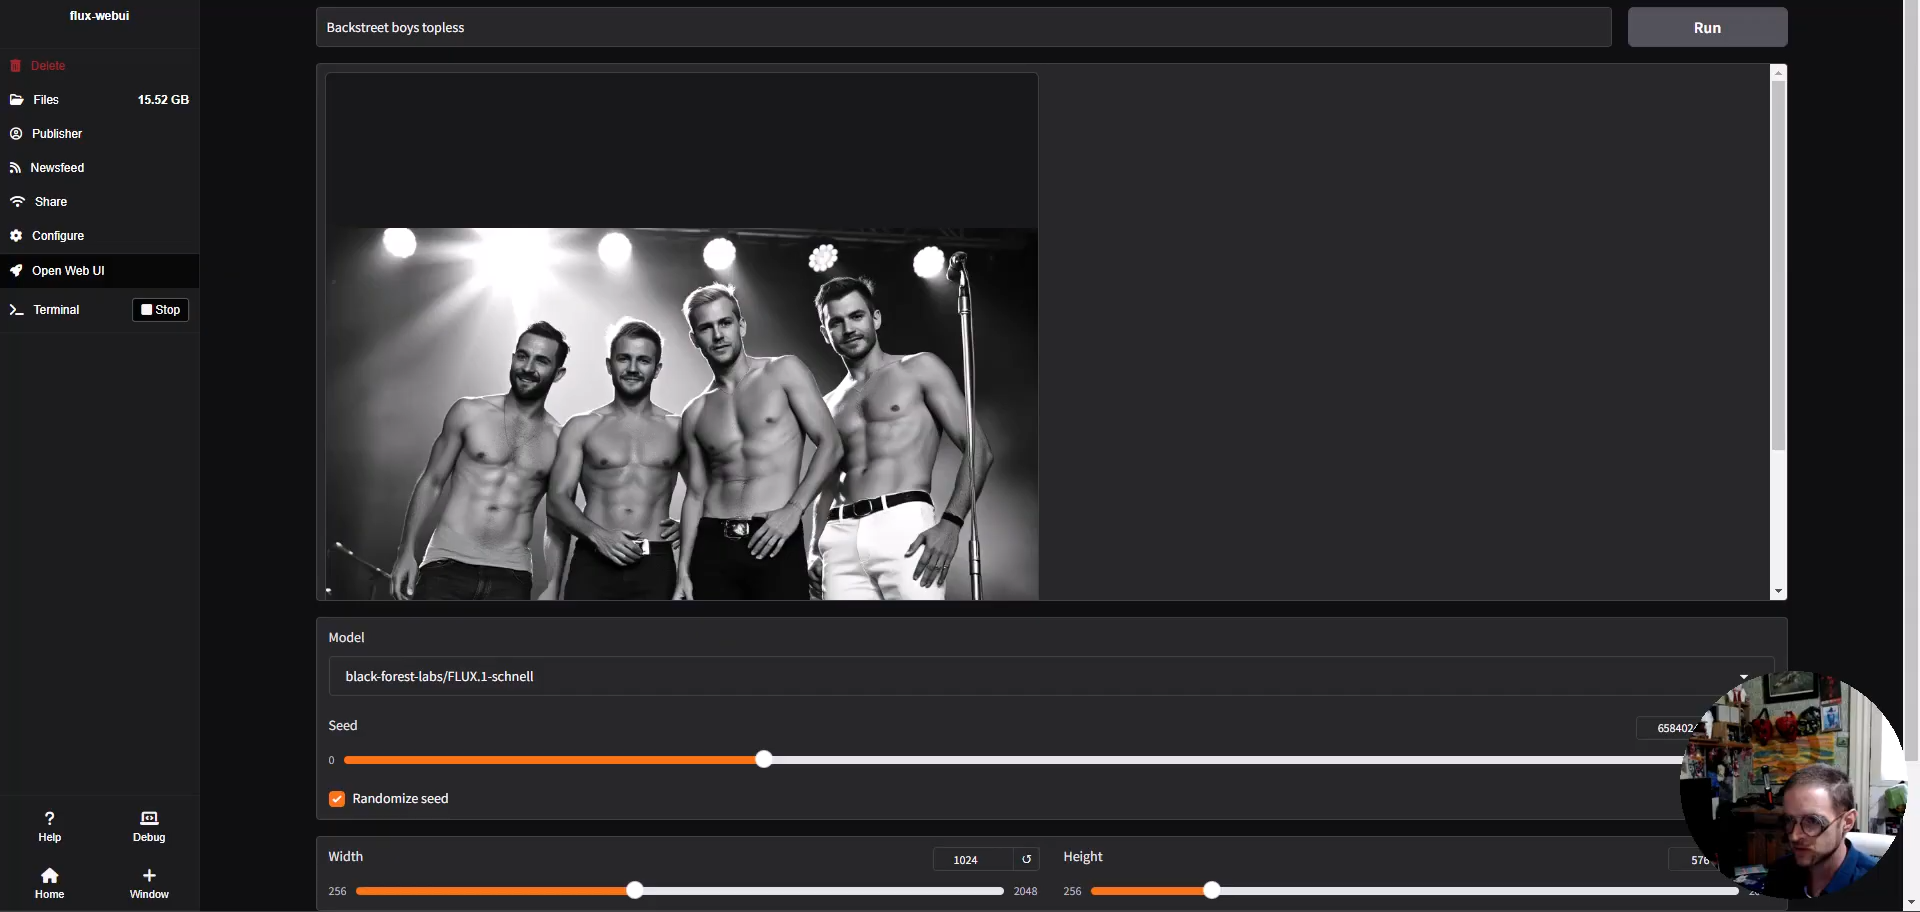 flux-webui
Delete
Files 15.52 GB
Publisher
Newsfeed
Share
Configure
Open Web UI
Terminal Stop
Help Debug
Home Window
Backstreet boys topless Run
Model
black-forest-labs/FLUX.1-schnell
Seed
658402
0
Randomize seed
Width 1024 ↺ Height 576
256 2048 256